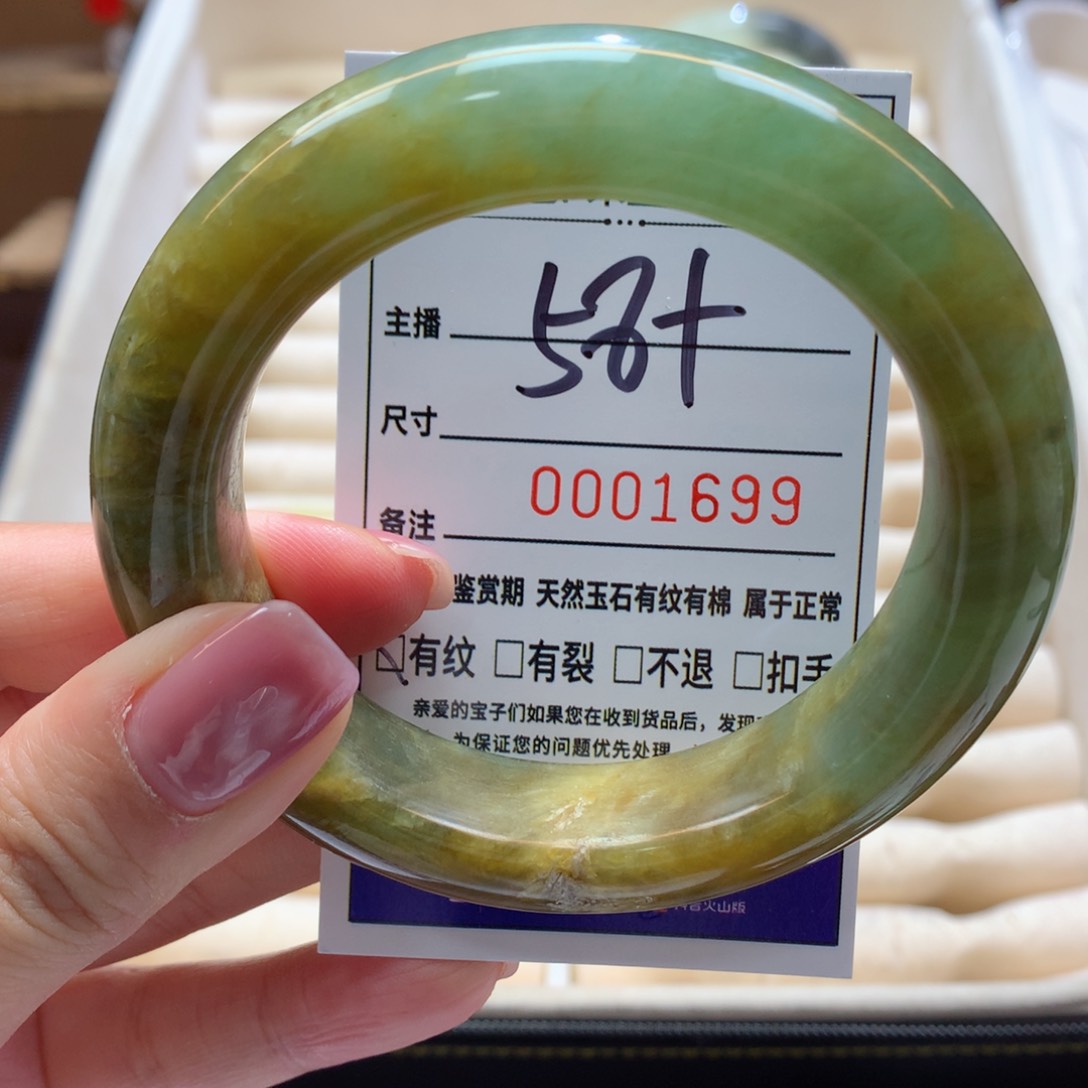 主播 58+
尺寸
0001699
备注
鉴赏期 天然玉石有纹有棉 属于正常
☑有纹 □有裂 □不退 □扣手
亲爱的宝子们如果您在收到货品后,发现
为保证您的问题优先处理
火山版